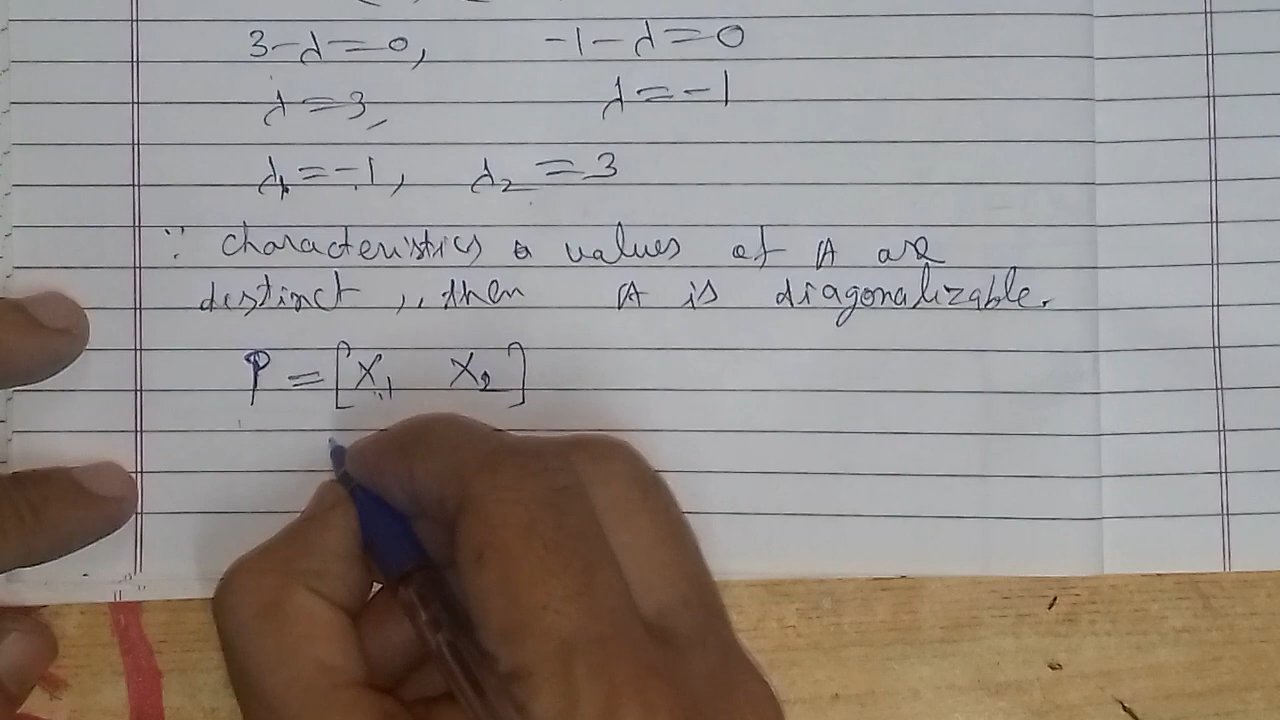 3-λ=0, -1-λ=0
λ=3, λ=-1
λ₁=-1, λ₂=3
∵ characteristics values of A are
distinct, then A is diagonalizable.
P = [X₁ X₂]